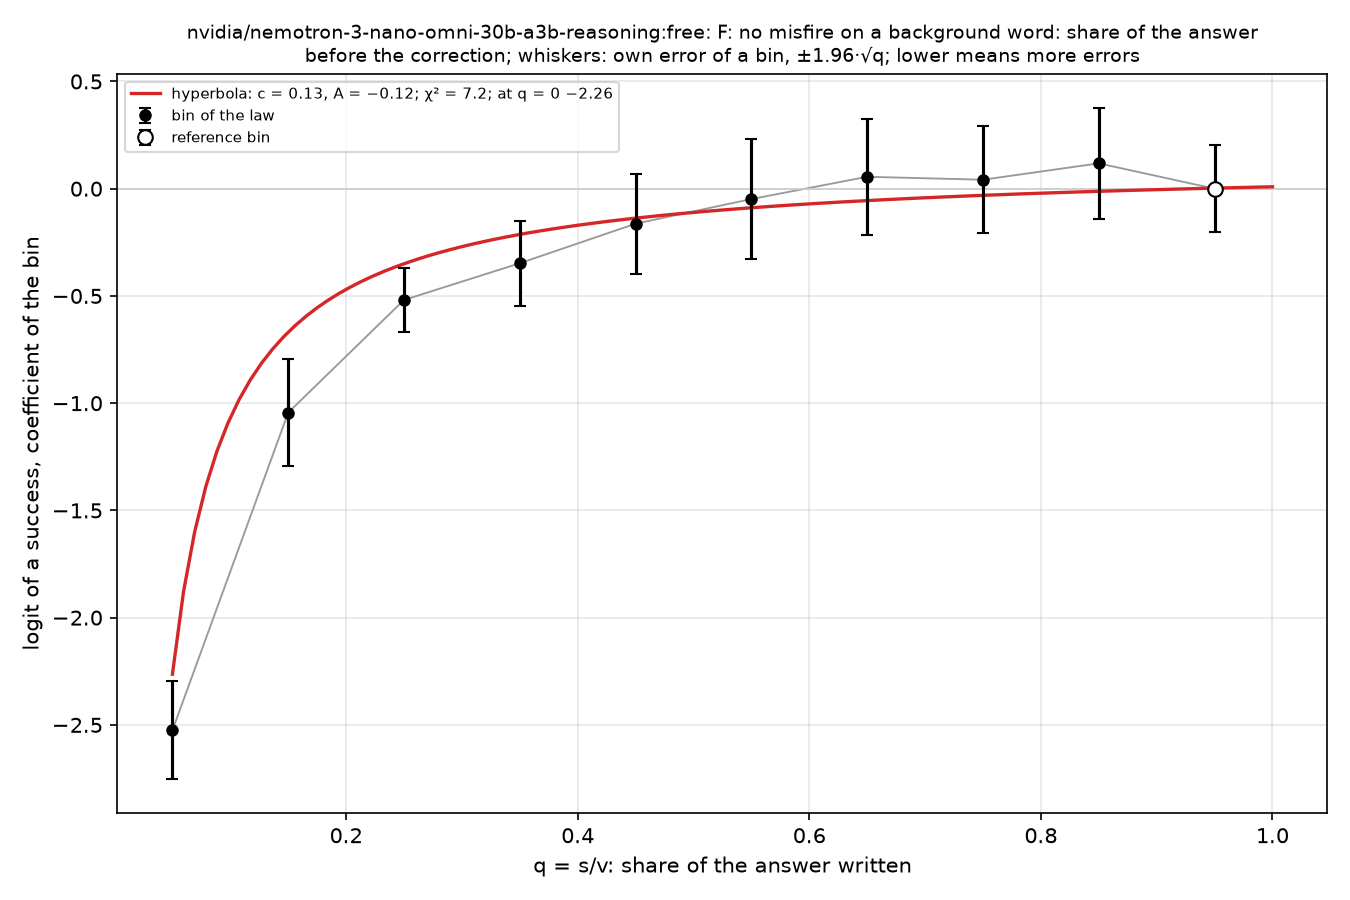 nvidia/nemotron-3-nano-omni-30b-a3b-reasoning:free: F: no misfire on a background word: share of the answer
before the correction; whiskers: own error of a bin, ±1.96·√q; lower means more errors
hyperbola: c = 0.13, A = −0.12; χ² = 7.2; at q = 0 −2.26
bin of the law
reference bin
logit of a success, coefficient of the bin
0.5
0.0
−0.5
−1.0
−1.5
−2.0
−2.5
0.2 0.4 0.6 0.8 1.0
q = s/v: share of the answer written